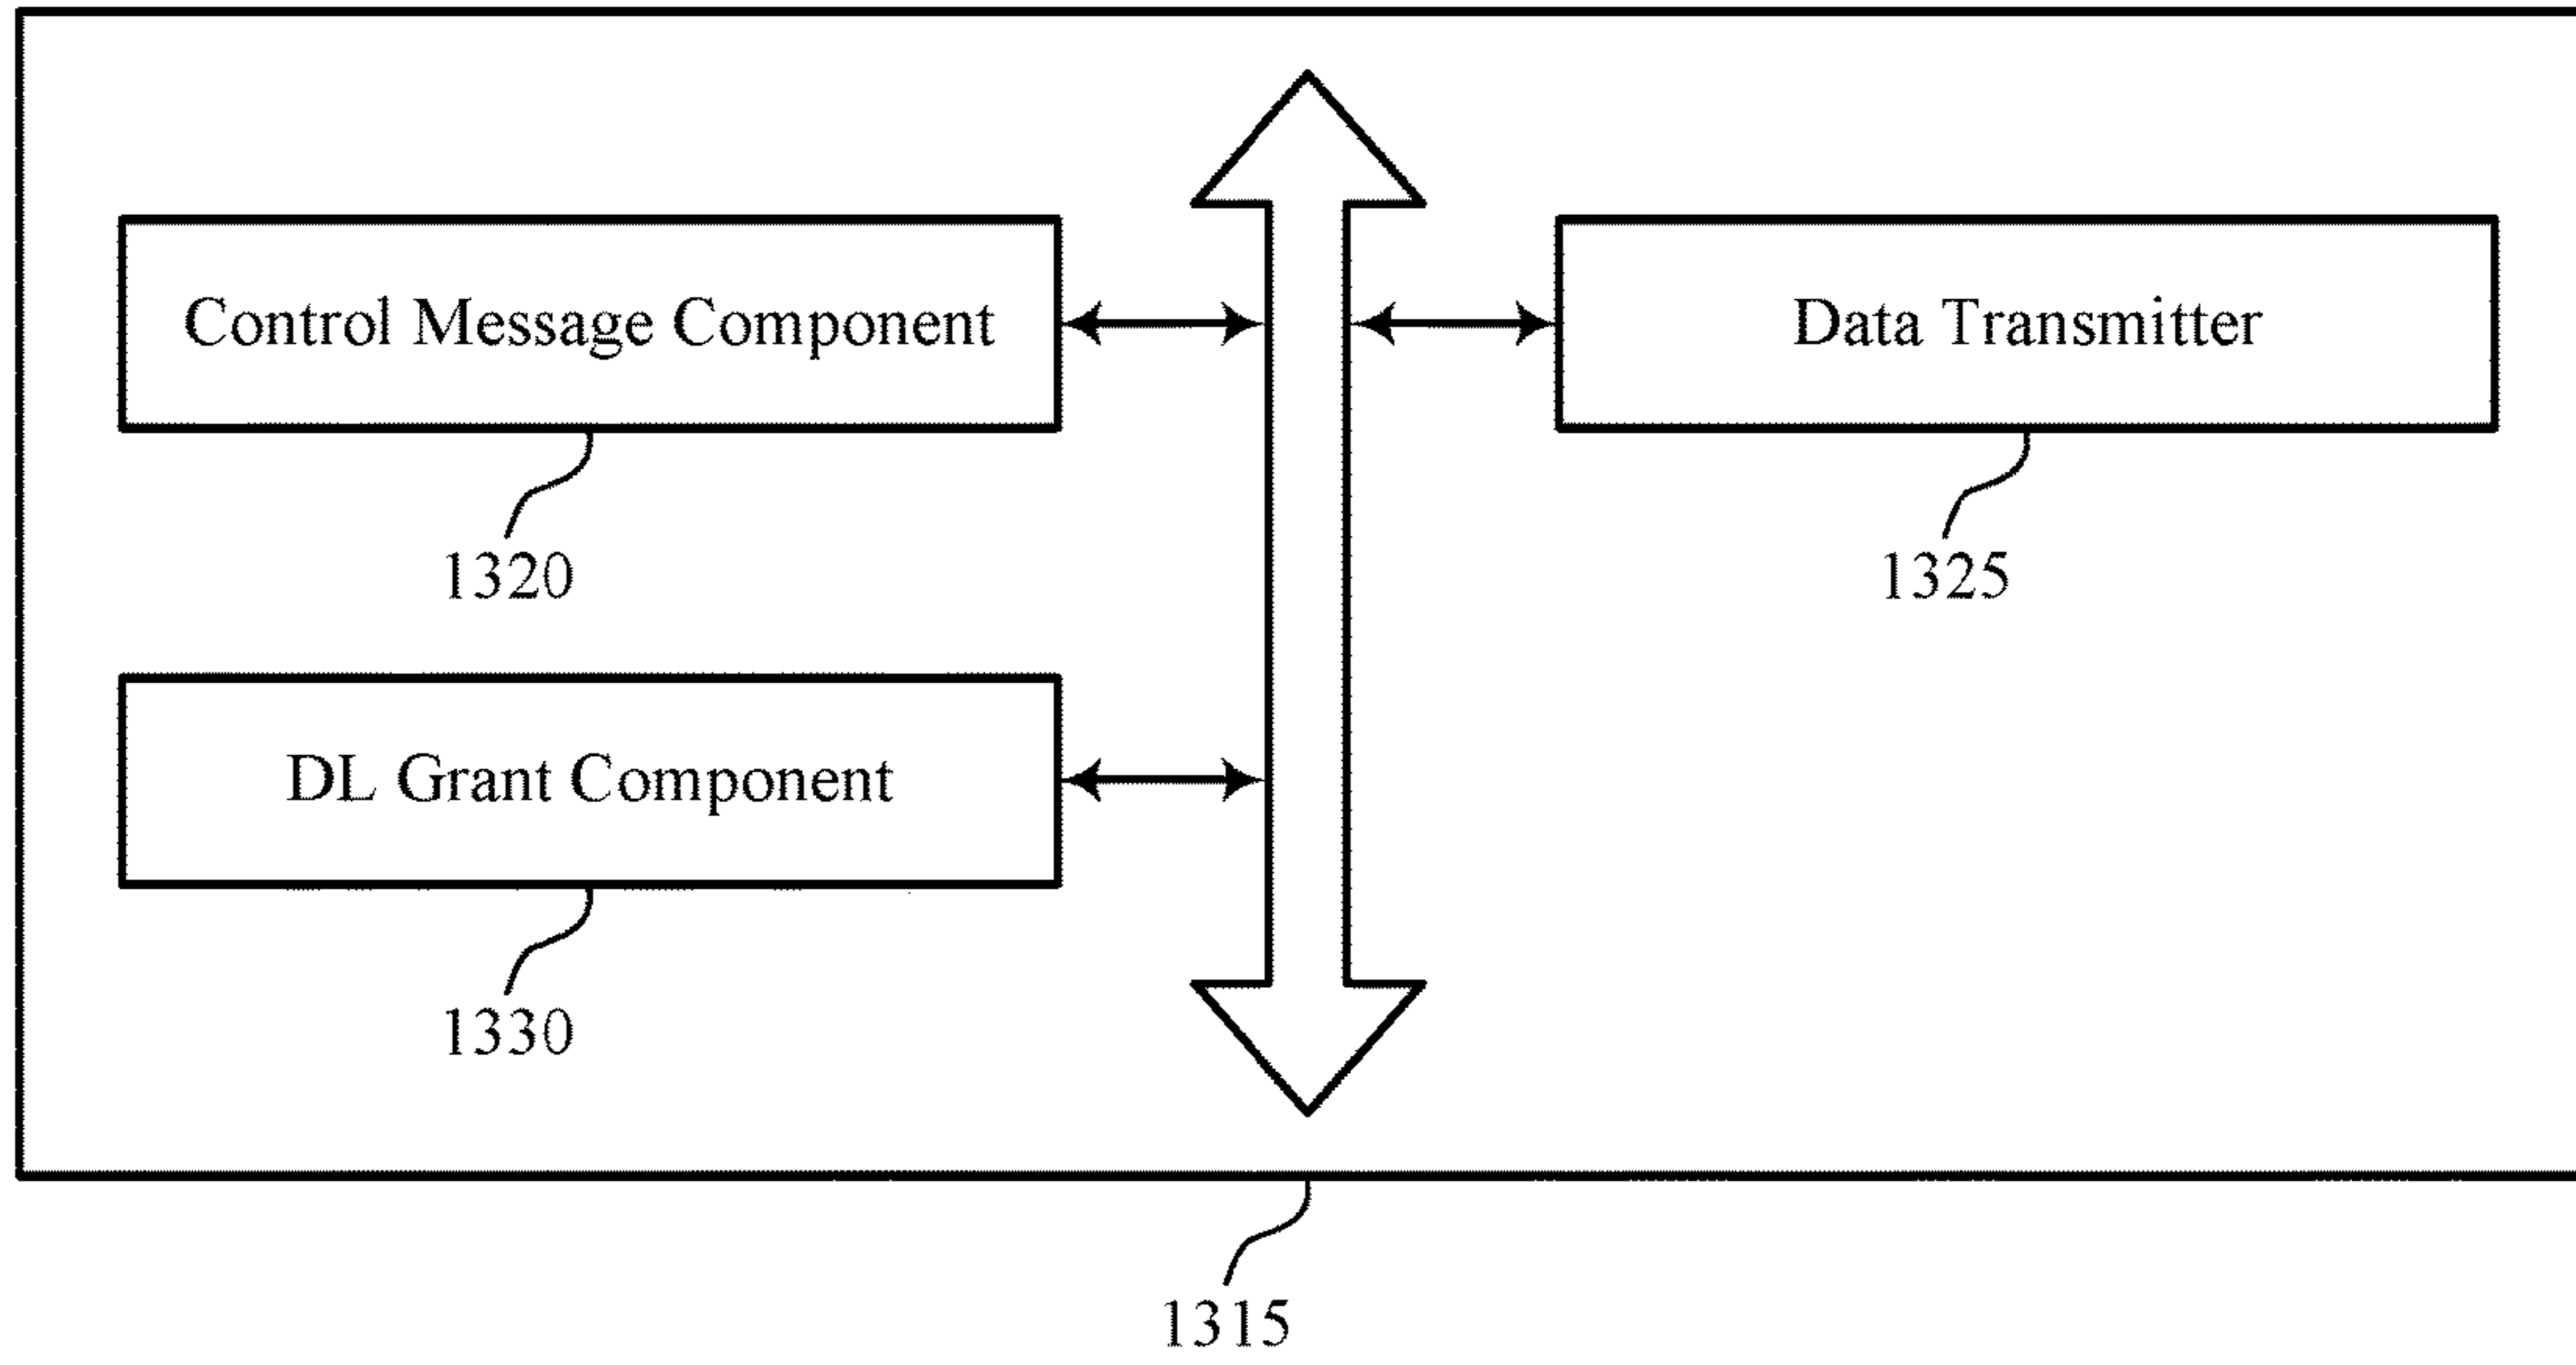 Control Message Component
Data Transmitter
1320
1325
DL Grant Component
1330
1315